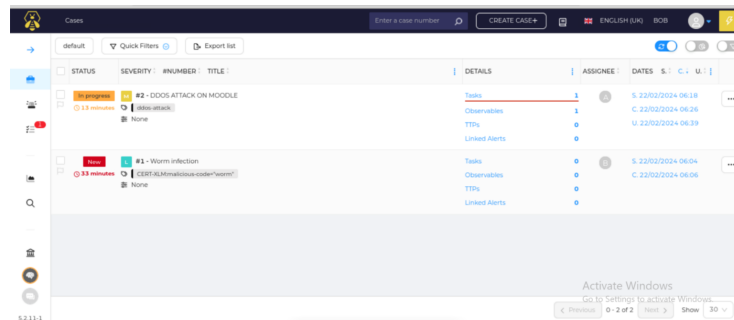 Cases
Enter a case number
CREATE CASE+
ENGLISH (UK)
BOB
default
Quick Filters
Export list
STATUS
SEVERITY
#NUMBER
TITLE
DETAILS
ASSIGNEE
DATES
S.
C.
U.
In progress
#2 - DDOS ATTACK ON MOODLE
Tasks 1
S. 22/02/2024 06:18
13 minutes
ddos-attack
Observables 1
C. 22/02/2024 06:26
None
TTPs 0
U. 22/02/2024 06:39
Linked Alerts 0
New
L
#1 - Worm infection
Tasks 0
S. 22/02/2024 06:04
33 minutes
CERT-XLM:malicious-code="worm"
Observables 0
C. 22/02/2024 06:06
None
TTPs 0
Linked Alerts 0
Activate Windows
Go to Settings to activate Windows.
Previous
0 - 2 of 2
Next
Show
30
5.2.11-1